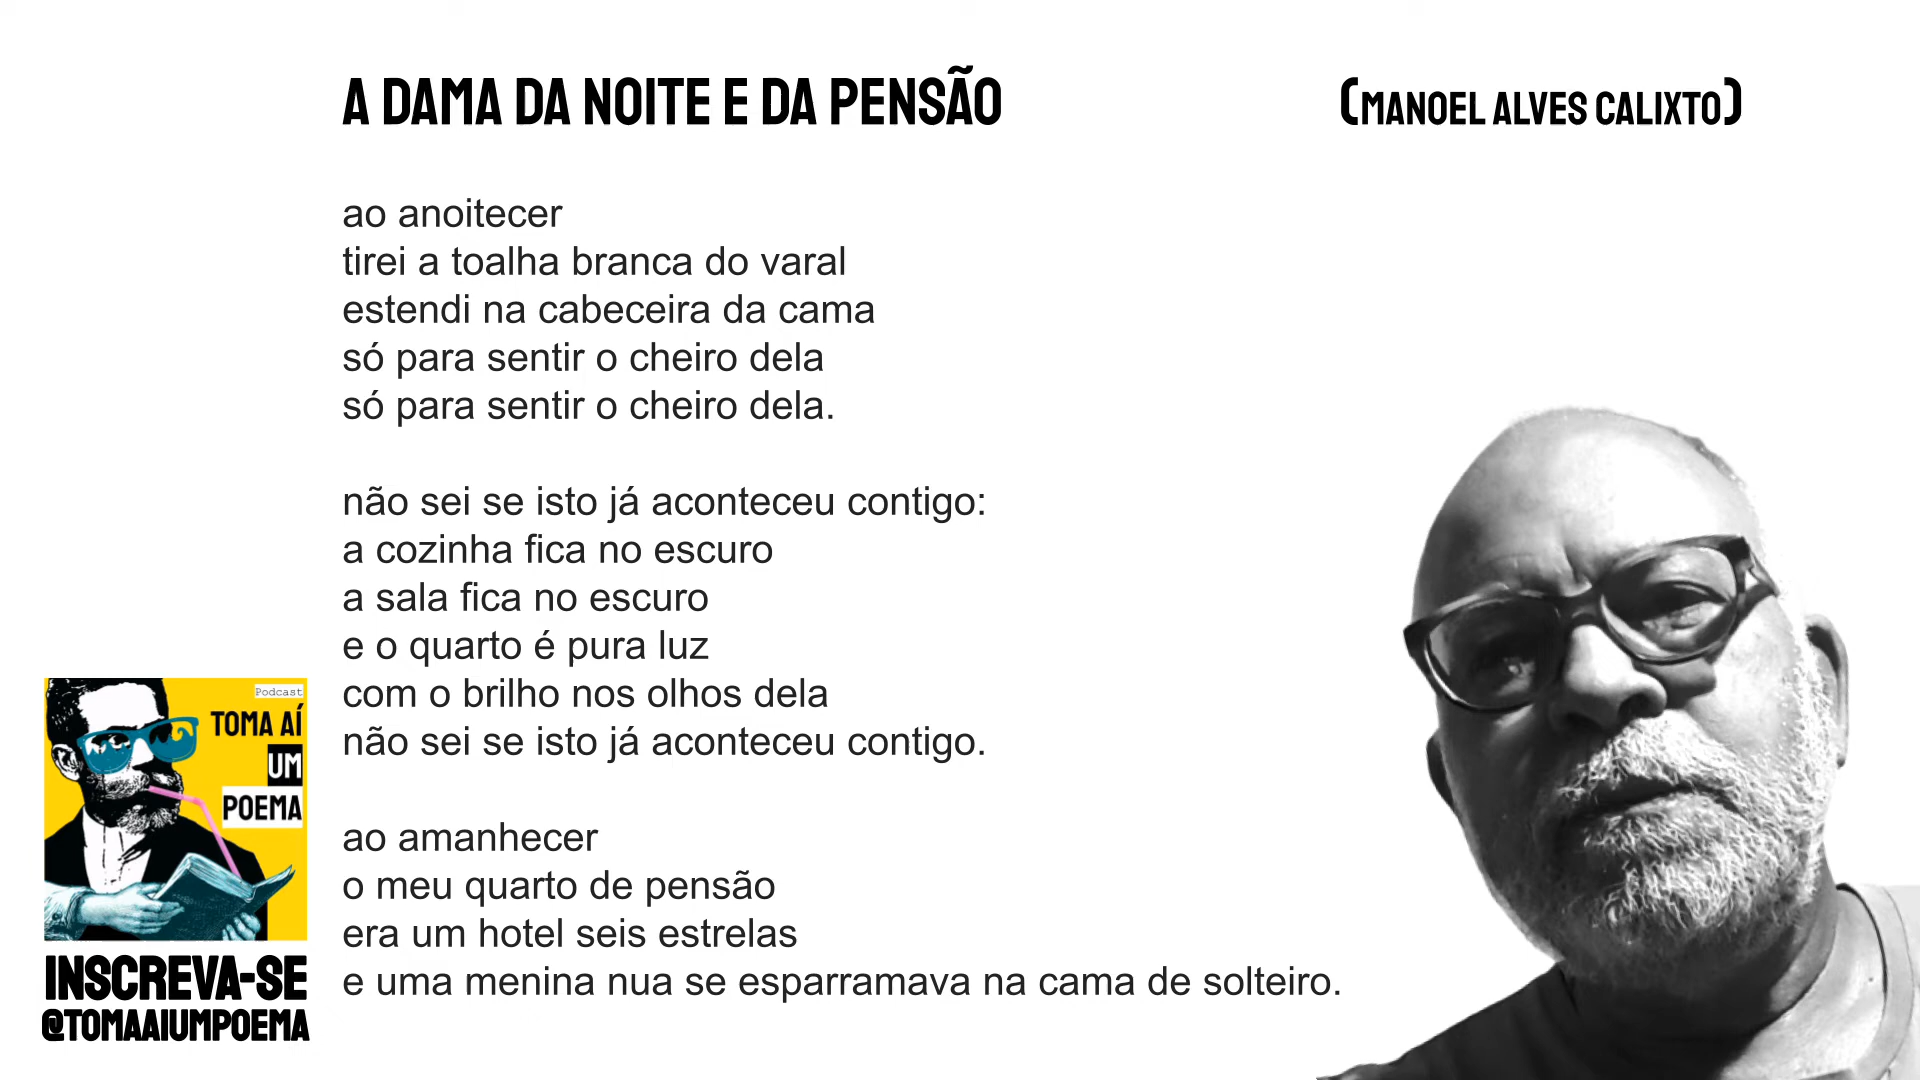 A DAMA DA NOITE E DA PENSÃO
(MANOEL ALVES CALIXTO)
ao anoitecer
tirei a toalha branca do varal
estendi na cabeceira da cama
só para sentir o cheiro dela
só para sentir o cheiro dela.
não sei se isto já aconteceu contigo:
a cozinha fica no escuro
a sala fica no escuro
e o quarto é pura luz
com o brilho nos olhos dela
não sei se isto já aconteceu contigo.
ao amanhecer
o meu quarto de pensão
era um hotel seis estrelas
e uma menina nua se esparramava na cama de solteiro.
Podcast
TOMA AÍ
UM
POEMA
INSCREVA-SE
@TOMAAIUMPOEMA